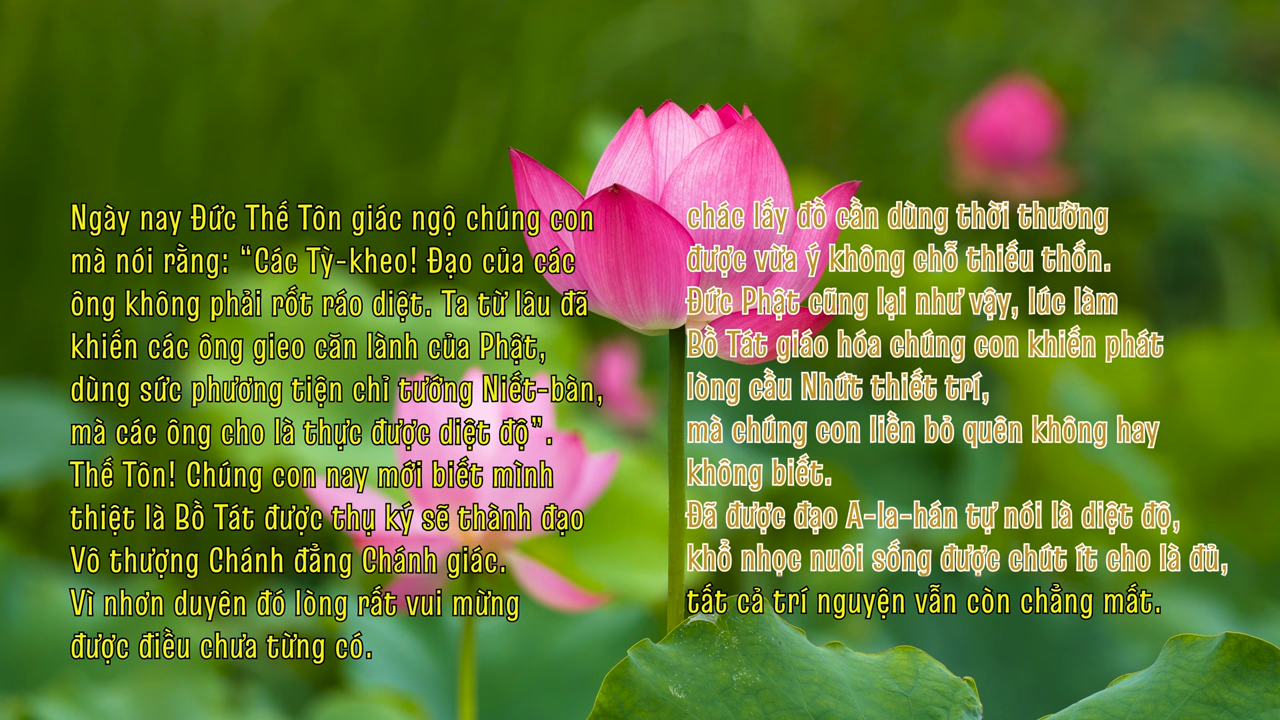 Ngày nay Đức Thế Tôn giác ngộ chúng con
mà nói rằng: “Các Tỳ-kheo! Đạo của các
ông không phải rốt ráo diệt. Ta từ lâu đã
khiến các ông gieo căn lành của Phật,
dùng sức phương tiện chỉ tướng Niết-bàn,
mà các ông cho là thực được diệt độ”.
Thế Tôn! Chúng con nay mới biết mình
thiệt là Bồ Tát được thụ ký sẽ thành đạo
Vô thượng Chánh đẳng Chánh giác.
Vì nhơn duyên đó lòng rất vui mừng
được điều chưa từng có.
chác lấy đồ cần dùng thời thường
được vừa ý không chỗ thiếu thốn.
Đức Phật cũng lại như vậy, lúc làm
Bồ Tát giáo hóa chúng con khiến phát
lòng cầu Nhứt thiết trí,
mà chúng con liền bỏ quên không hay
không biết.
Đã được đạo A-la-hán tự nói là diệt độ,
khổ nhọc nuôi sống được chút ít cho là đủ,
tất cả trí nguyện vẫn còn chẳng mất.